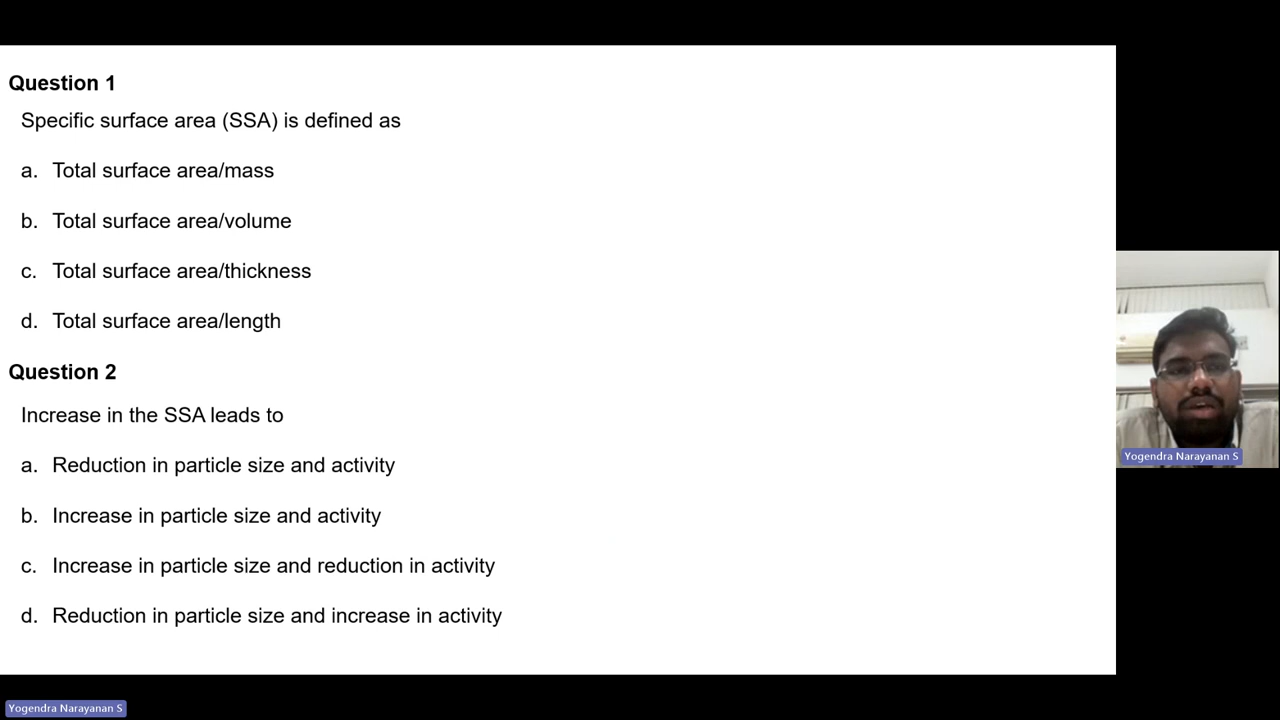 Question 1
Specific surface area (SSA) is defined as
a. Total surface area/mass
b. Total surface area/volume
c. Total surface area/thickness
d. Total surface area/length
Question 2
Increase in the SSA leads to
a. Reduction in particle size and activity
b. Increase in particle size and activity
c. Increase in particle size and reduction in activity
d. Reduction in particle size and increase in activity
Yogendra Narayanan S
Yogendra Narayanan S